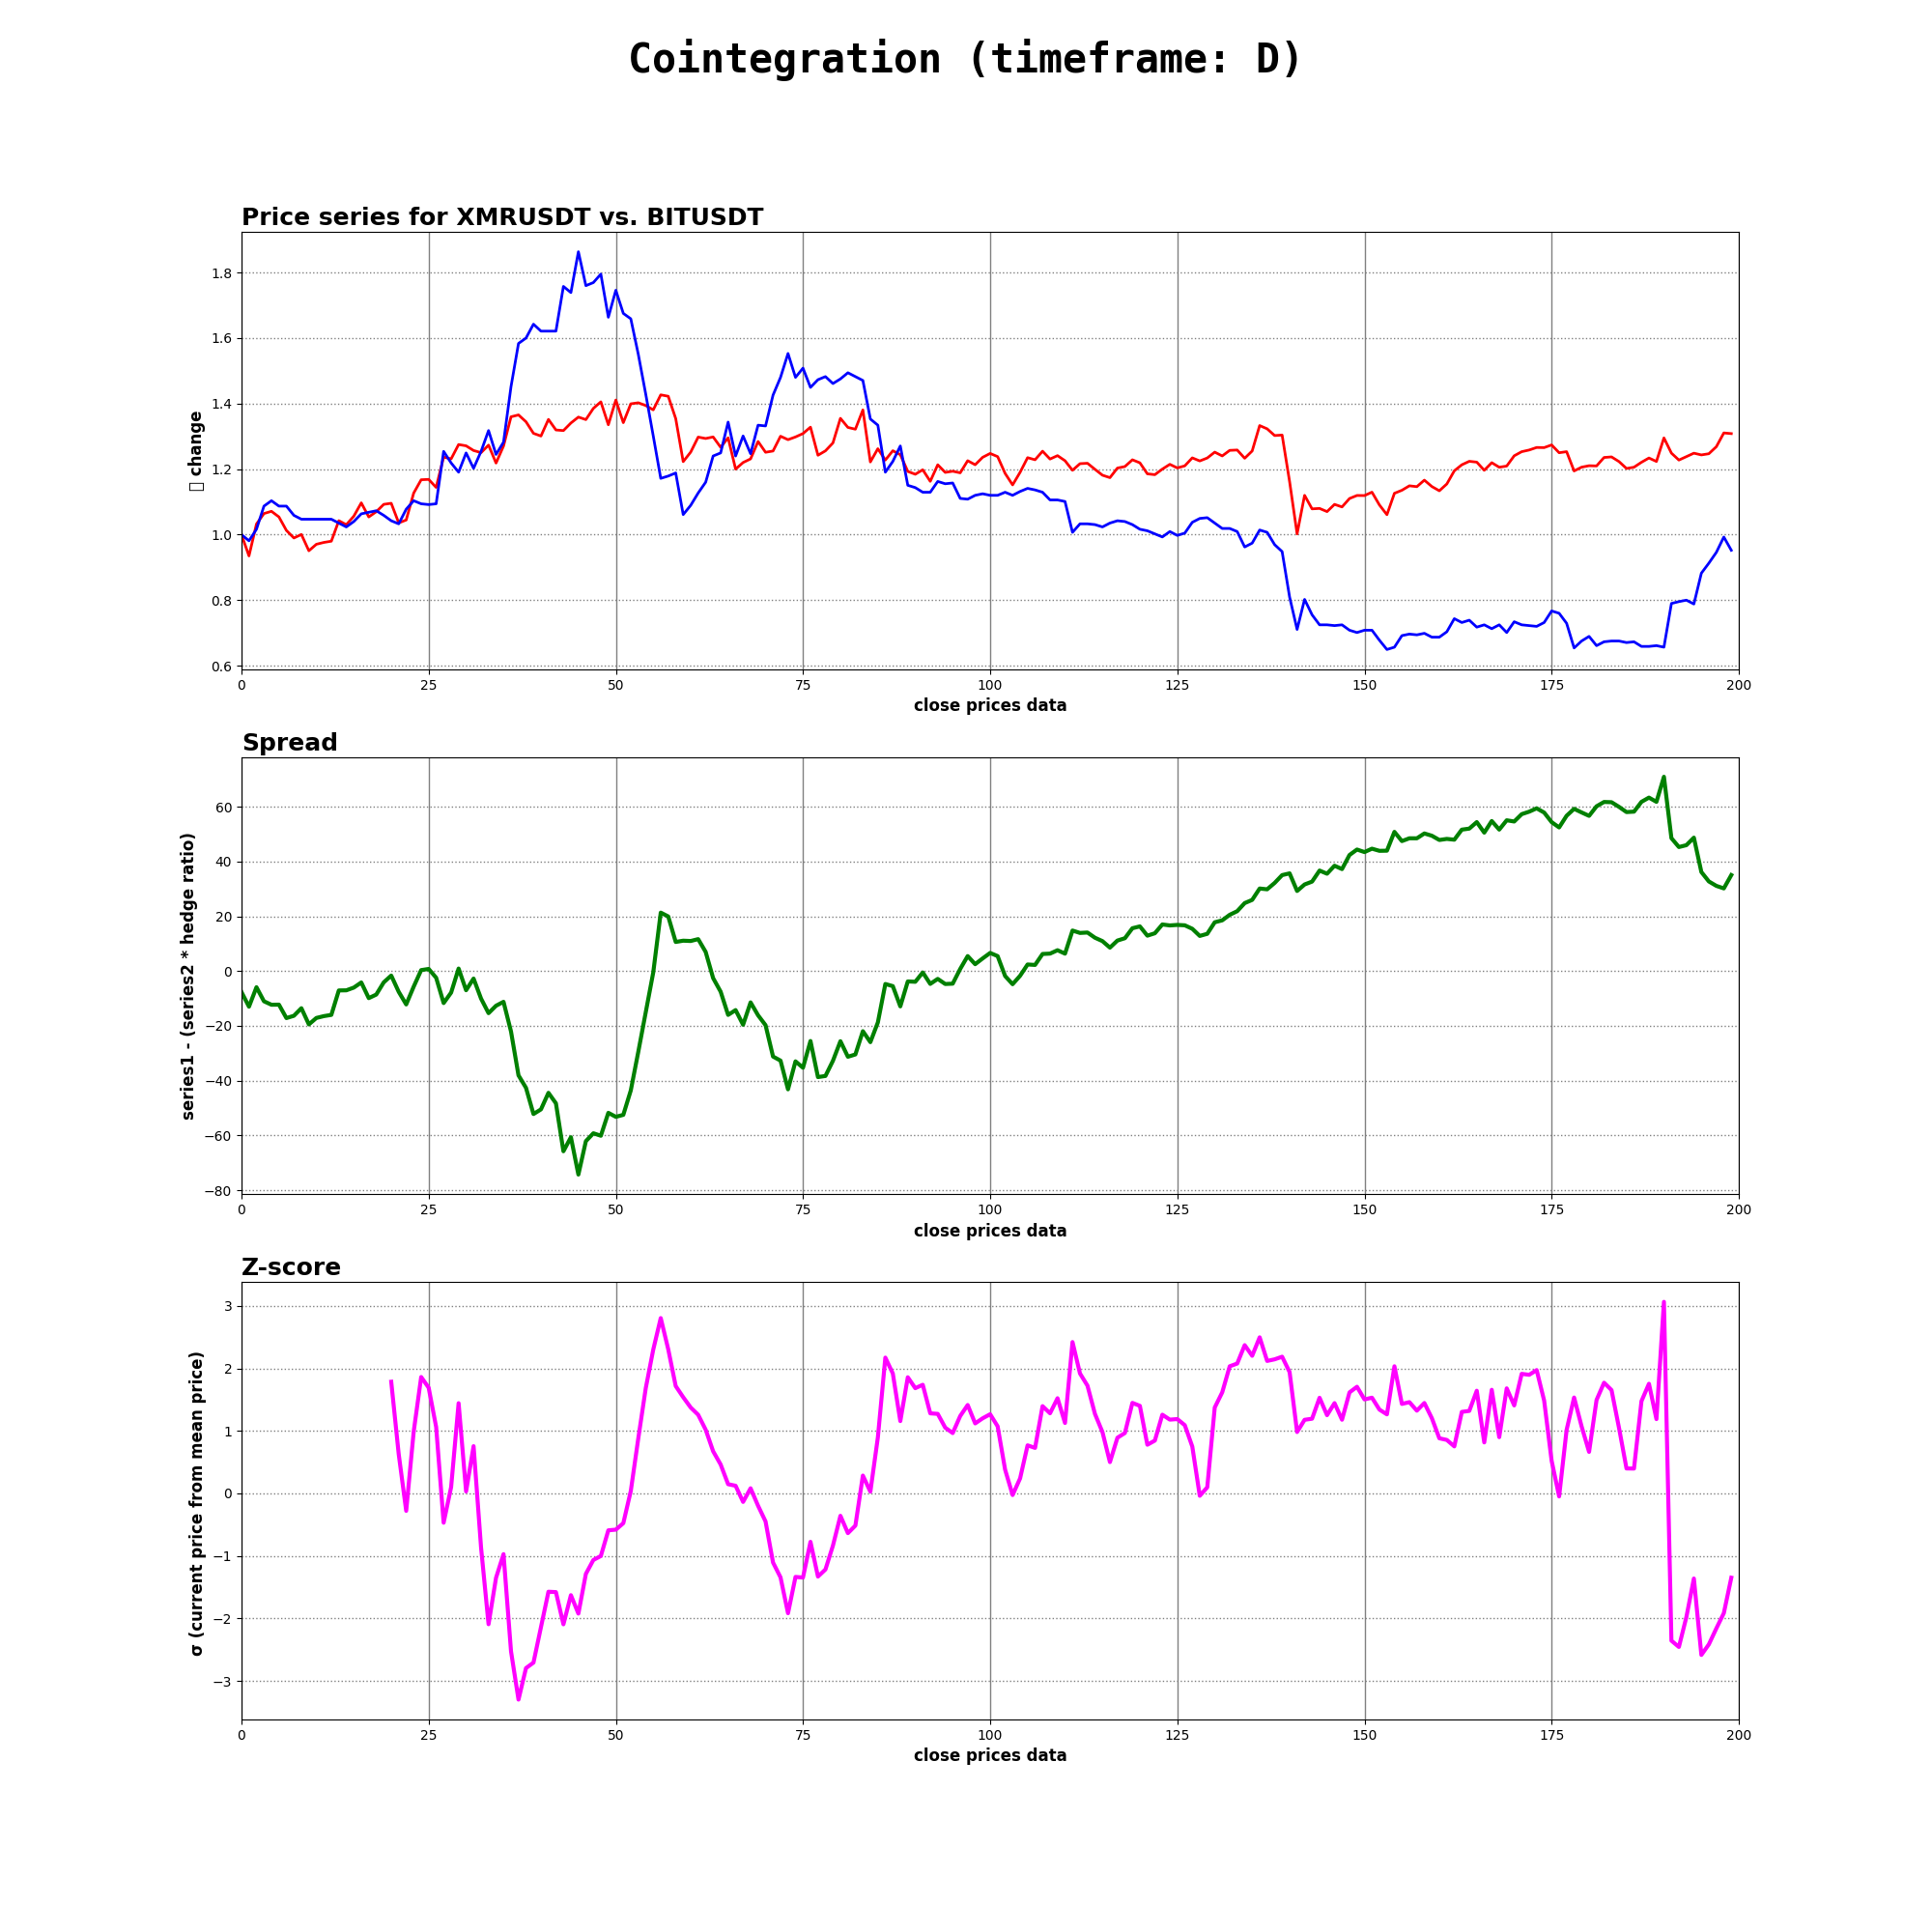 Cointegration (timeframe: D)
Price series for XMRUSDT vs. BITUSDT
change
1.8
1.6
1.4
1.2
1.0
0.8
0.6
0 25 50 75 100 125 150 175 200
close prices data
Spread
series1 - (series2 * hedge ratio)
60
40
20
0
−20
−40
−60
−80
0 25 50 75 100 125 150 175 200
close prices data
Z-score
σ (current price from mean price)
3
2
1
0
−1
−2
−3
0 25 50 75 100 125 150 175 200
close prices data